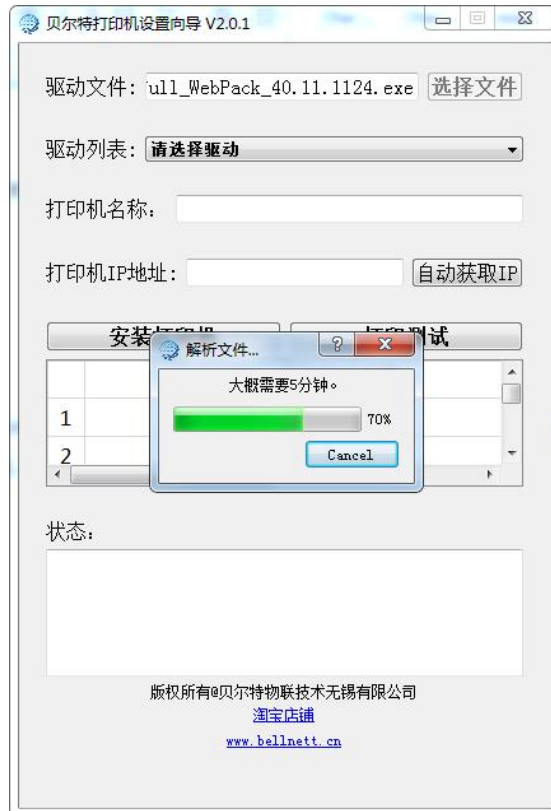 贝尔特打印机设置向导 V2.0.1
驱动文件: ull_WebPack_40.11.1124.exe 选择文件
驱动列表: 请选择驱动
打印机名称:
打印机IP地址: 自动获取IP
安装打印机 打印测试
解析文件...
大概需要5分钟。
70%
Cancel
1
2
状态:
版权所有@贝尔特物联技术无锡有限公司
淘宝店铺
www.bellnett.cn